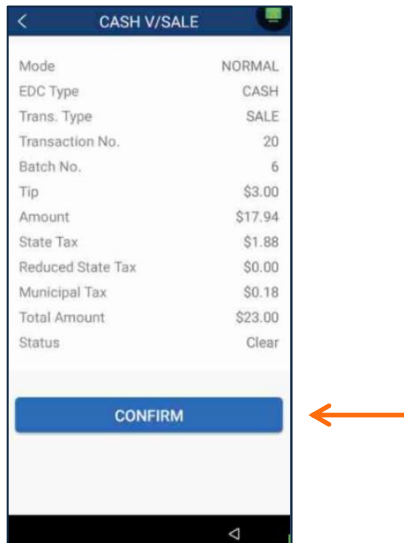 CASH V/SALE
Mode NORMAL
EDC Type CASH
Trans. Type SALE
Transaction No. 20
Batch No. 6
Tip $3.00
Amount $17.94
State Tax $1.88
Reduced State Tax $0.00
Municipal Tax $0.18
Total Amount $23.00
Status Clear
CONFIRM